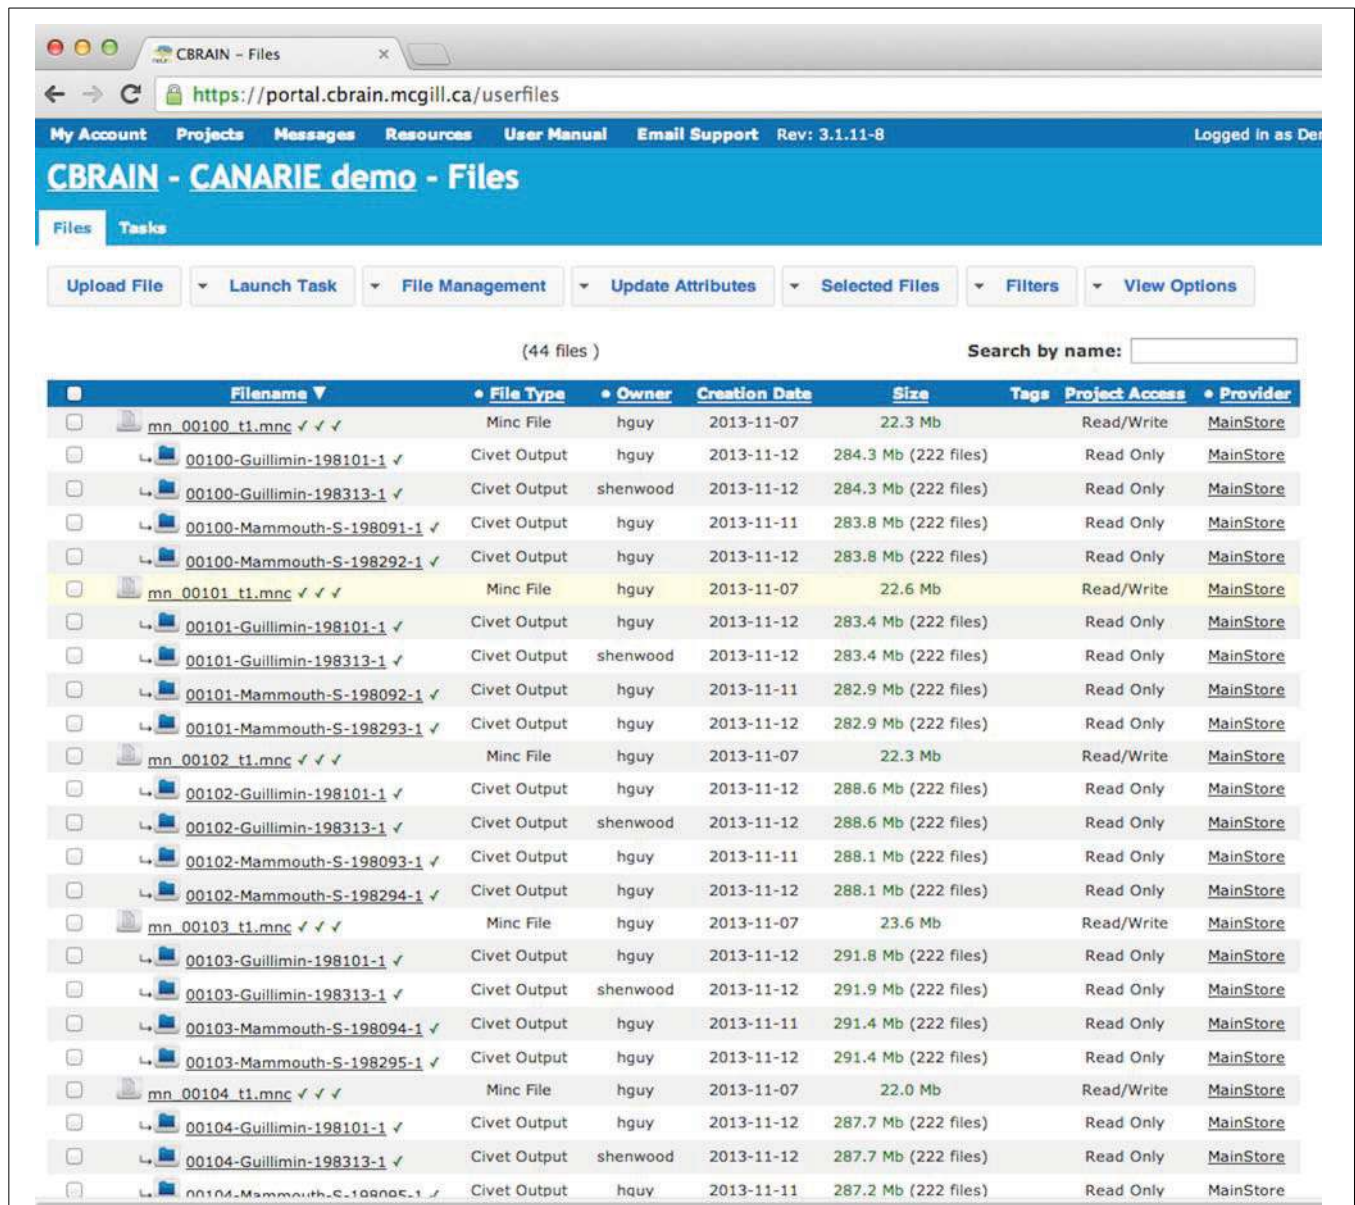 CBRAIN – Files
https://portal.cbrain.mcgill.ca/userfiles
My Account Projects Messages Resources User Manual Email Support Rev: 3.1.11-8 Logged in as Der
CBRAIN - CANARIE demo - Files
Files Tasks
Upload File Launch Task File Management Update Attributes Selected Files Filters View Options
(44 files ) Search by name:
Filename ▼ • File Type • Owner Creation Date Size Tags Project Access • Provider
mn_00100_t1.mnc ✓ ✓ ✓ Minc File hguy 2013-11-07 22.3 Mb Read/Write MainStore
00100-Guillimin-198101-1 ✓ Civet Output hguy 2013-11-12 284.3 Mb (222 files) Read Only MainStore
00100-Guillimin-198313-1 ✓ Civet Output shenwood 2013-11-12 284.3 Mb (222 files) Read Only MainStore
00100-Mammouth-S-198091-1 ✓ Civet Output hguy 2013-11-11 283.8 Mb (222 files) Read Only MainStore
00100-Mammouth-S-198292-1 ✓ Civet Output hguy 2013-11-12 283.8 Mb (222 files) Read Only MainStore
mn_00101_t1.mnc ✓ ✓ ✓ Minc File hguy 2013-11-07 22.6 Mb Read/Write MainStore
00101-Guillimin-198101-1 ✓ Civet Output hguy 2013-11-12 283.4 Mb (222 files) Read Only MainStore
00101-Guillimin-198313-1 ✓ Civet Output shenwood 2013-11-12 283.4 Mb (222 files) Read Only MainStore
00101-Mammouth-S-198092-1 ✓ Civet Output hguy 2013-11-11 282.9 Mb (222 files) Read Only MainStore
00101-Mammouth-S-198293-1 ✓ Civet Output hguy 2013-11-12 282.9 Mb (222 files) Read Only MainStore
mn_00102_t1.mnc ✓ ✓ ✓ Minc File hguy 2013-11-07 22.3 Mb Read/Write MainStore
00102-Guillimin-198101-1 ✓ Civet Output hguy 2013-11-12 288.6 Mb (222 files) Read Only MainStore
00102-Guillimin-198313-1 ✓ Civet Output shenwood 2013-11-12 288.6 Mb (222 files) Read Only MainStore
00102-Mammouth-S-198093-1 ✓ Civet Output hguy 2013-11-11 288.1 Mb (222 files) Read Only MainStore
00102-Mammouth-S-198294-1 ✓ Civet Output hguy 2013-11-12 288.1 Mb (222 files) Read Only MainStore
mn_00103_t1.mnc ✓ ✓ ✓ Minc File hguy 2013-11-07 23.6 Mb Read/Write MainStore
00103-Guillimin-198101-1 ✓ Civet Output hguy 2013-11-12 291.8 Mb (222 files) Read Only MainStore
00103-Guillimin-198313-1 ✓ Civet Output shenwood 2013-11-12 291.9 Mb (222 files) Read Only MainStore
00103-Mammouth-S-198094-1 ✓ Civet Output hguy 2013-11-11 291.4 Mb (222 files) Read Only MainStore
00103-Mammouth-S-198295-1 ✓ Civet Output hguy 2013-11-12 291.4 Mb (222 files) Read Only MainStore
mn_00104_t1.mnc ✓ ✓ ✓ Minc File hguy 2013-11-07 22.0 Mb Read/Write MainStore
00104-Guillimin-198101-1 ✓ Civet Output hguy 2013-11-12 287.7 Mb (222 files) Read Only MainStore
00104-Guillimin-198313-1 ✓ Civet Output shenwood 2013-11-12 287.7 Mb (222 files) Read Only MainStore
00104-Mammouth-S-198095-1 ✓ Civet Output hguy 2013-11-11 287.2 Mb (222 files) Read Only MainStore